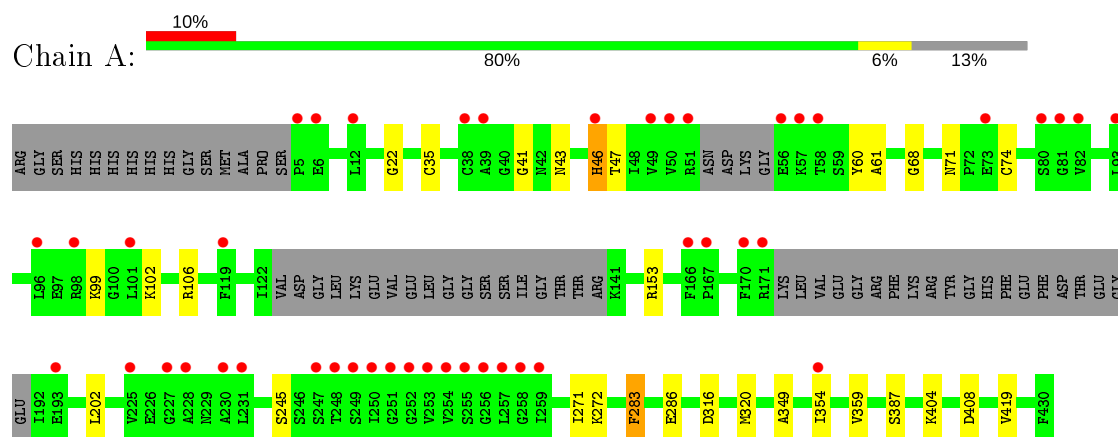 10%
Chain A:
80% 6% 13%
ARG GLY SER HIS HIS HIS HIS HIS HIS HIS GLY SER MET ALA PRO SER P5 E6 L12 G22 C35 C38 A39 G40 G41 N42 N43 H46 T47 I48 V49 V50 R51 ASN ASP LYS GLY E56 K57 T58 S59 Y60 A61 G68 N71 P72 E73 C74 S80 G81 V82 L93
L96 E97 R98 K99 G100 L101 K102 R106 F119 I122 VAL ASP GLY LEU LYS GLU VAL GLU LEU GLY GLY SER SER ILE GLY THR THR ARG K141 R153 F166 P167 F170 R171 LYS LEU VAL GLU GLY ARG PHE LYS ARG TYR GLY HIS PHE GLU PHE ASP THR GLU GLY
GLU I192 E193 L202 V225 E226 G227 A228 N229 A230 L231 S245 S246 S247 T248 S249 I250 G251 G252 V253 V254 S255 G256 L257 G258 I259 I271 K272 F283 E286 D316 M320 A349 I354 V359 S387 K404 D408 V419 F430